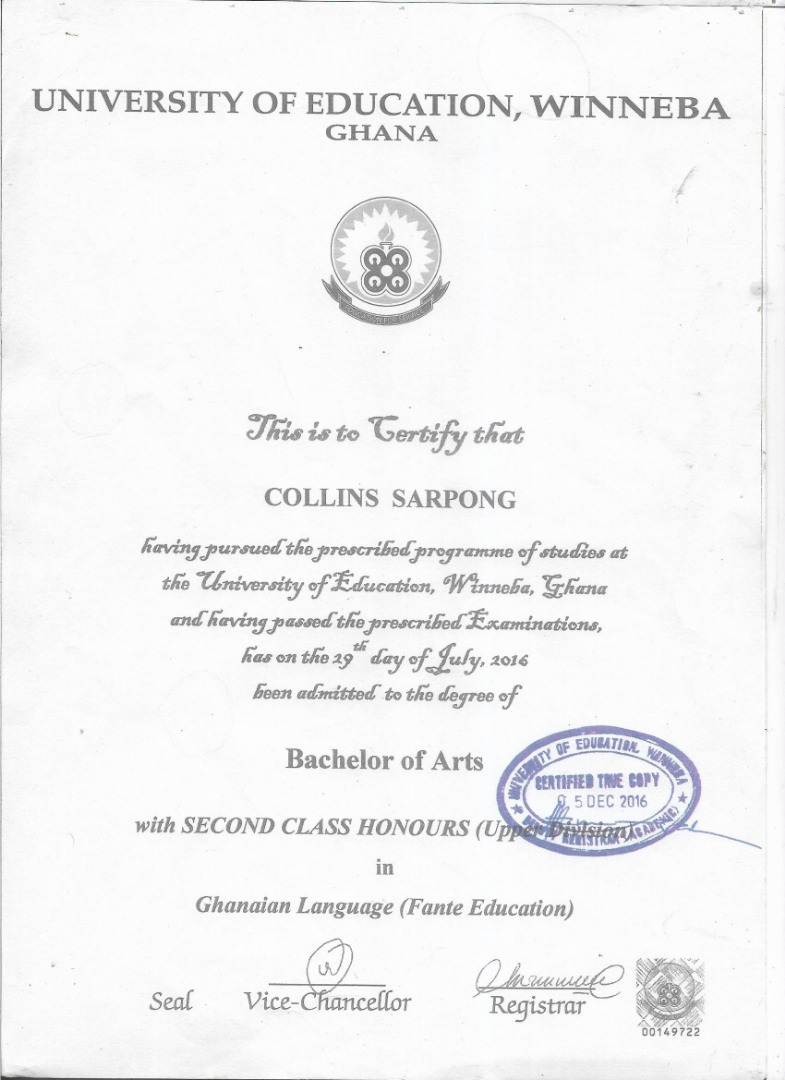 UNIVERSITY OF EDUCATION, WINNEBA
GHANA
This is to Certify that
COLLINS SARPONG
having pursued the prescribed programme of studies at
the University of Education, Winneba, Ghana
and having passed the prescribed Examinations,
has on the 29th day of July, 2016
been admitted to the degree of
Bachelor of Arts
UNIVERSITY OF EDUCATION, WINNEBA
CERTIFIED TRUE COPY
5 DEC 2016
REGISTRAR (ACADEMIC)
with SECOND CLASS HONOURS (Upper Division)
in
Ghanaian Language (Fante Education)
Seal Vice-Chancellor Registrar
00149722